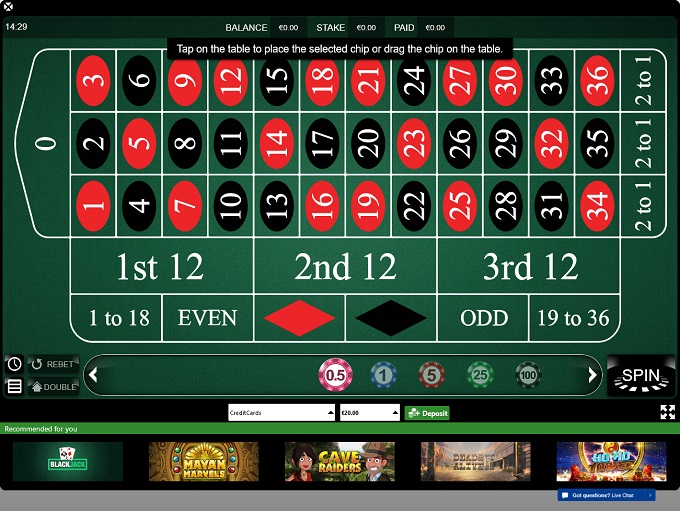 14:29
BALANCE €0.00 STAKE €0.00 PAID €0.00
Tap on the table to place the selected chip or drag the chip on the table.
3 6 9 12 15 18 21 24 27 30 33 36 2 to 1
0 2 5 8 11 14 17 20 23 26 29 32 35 2 to 1
1 4 7 10 13 16 19 22 25 28 31 34 2 to 1
1st 12 2nd 12 3rd 12
1 to 18 EVEN ODD 19 to 36
REBET
DOUBLE
0.5 1 5 25 100
SPIN
CreditCards €20.00 Deposit
Recommended for you
BLACKJACK
MAYAN MARVELS
CAVE RAIDERS
HO HO
Got questions? Live Chat